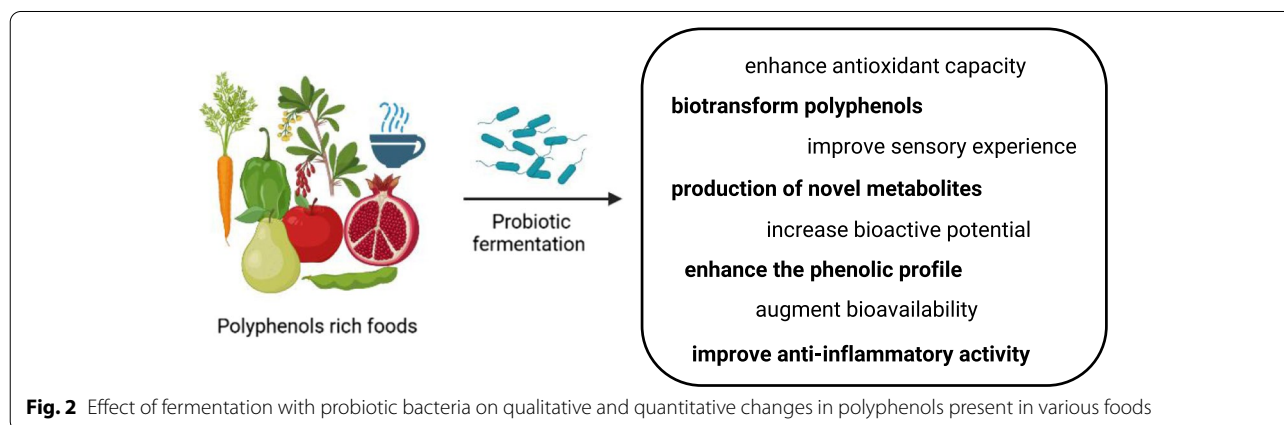 enhance antioxidant capacity
biotransform polyphenols
improve sensory experience
production of novel metabolites
increase bioactive potential
enhance the phenolic profile
augment bioavailability
improve anti-inflammatory activity
Probiotic
fermentation
Polyphenols rich foods
Fig. 2 Effect of fermentation with probiotic bacteria on qualitative and quantitative changes in polyphenols present in various foods